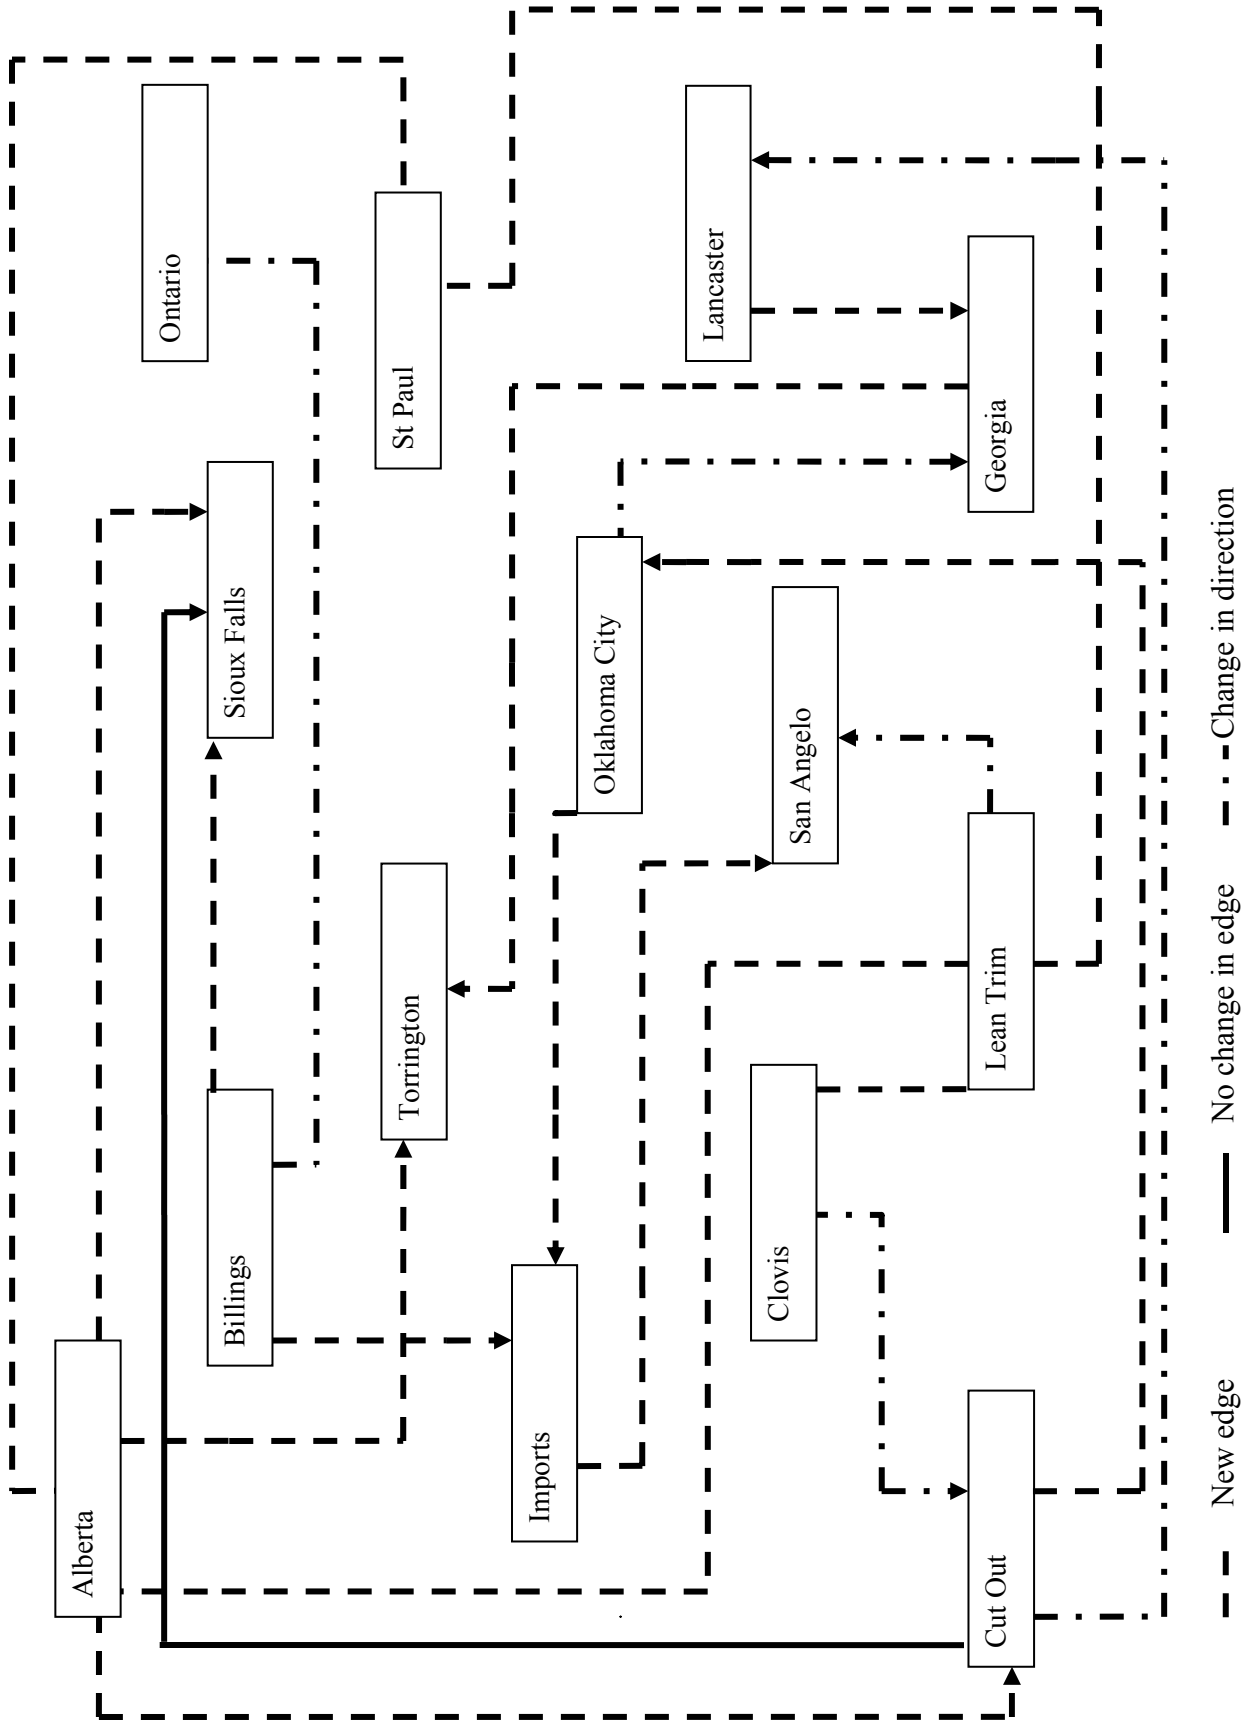 Alberta
Billings
Sioux Falls
Ontario
Torrington
St Paul
Imports
Oklahoma City
Clovis
San Angelo
Lancaster
Cut Out
Lean Trim
Georgia
New edge
No change in edge
Change in direction